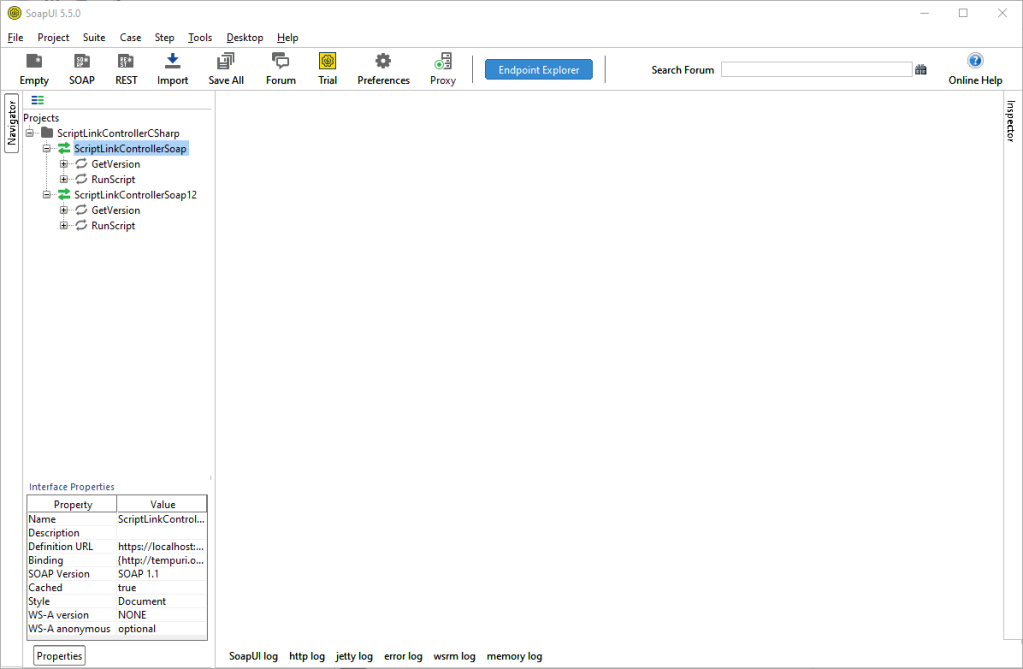 SoapUI 5.5.0
File Project Suite Case Step Tools Desktop Help
Empty SOAP REST Import Save All Forum Trial Preferences Proxy Endpoint Explorer Search Forum Online Help
Navigator
Inspector
Projects
ScriptLinkControllerCSharp
ScriptLinkControllerSoap
GetVersion
RunScript
ScriptLinkControllerSoap12
GetVersion
RunScript
Interface Properties
Property Value
Name ScriptLinkControl...
Description
Definition URL https://localhost:...
Binding {http://tempuri.o...
SOAP Version SOAP 1.1
Cached true
Style Document
WS-A version NONE
WS-A anonymous optional
Properties
SoapUI log http log jetty log error log wsrm log memory log